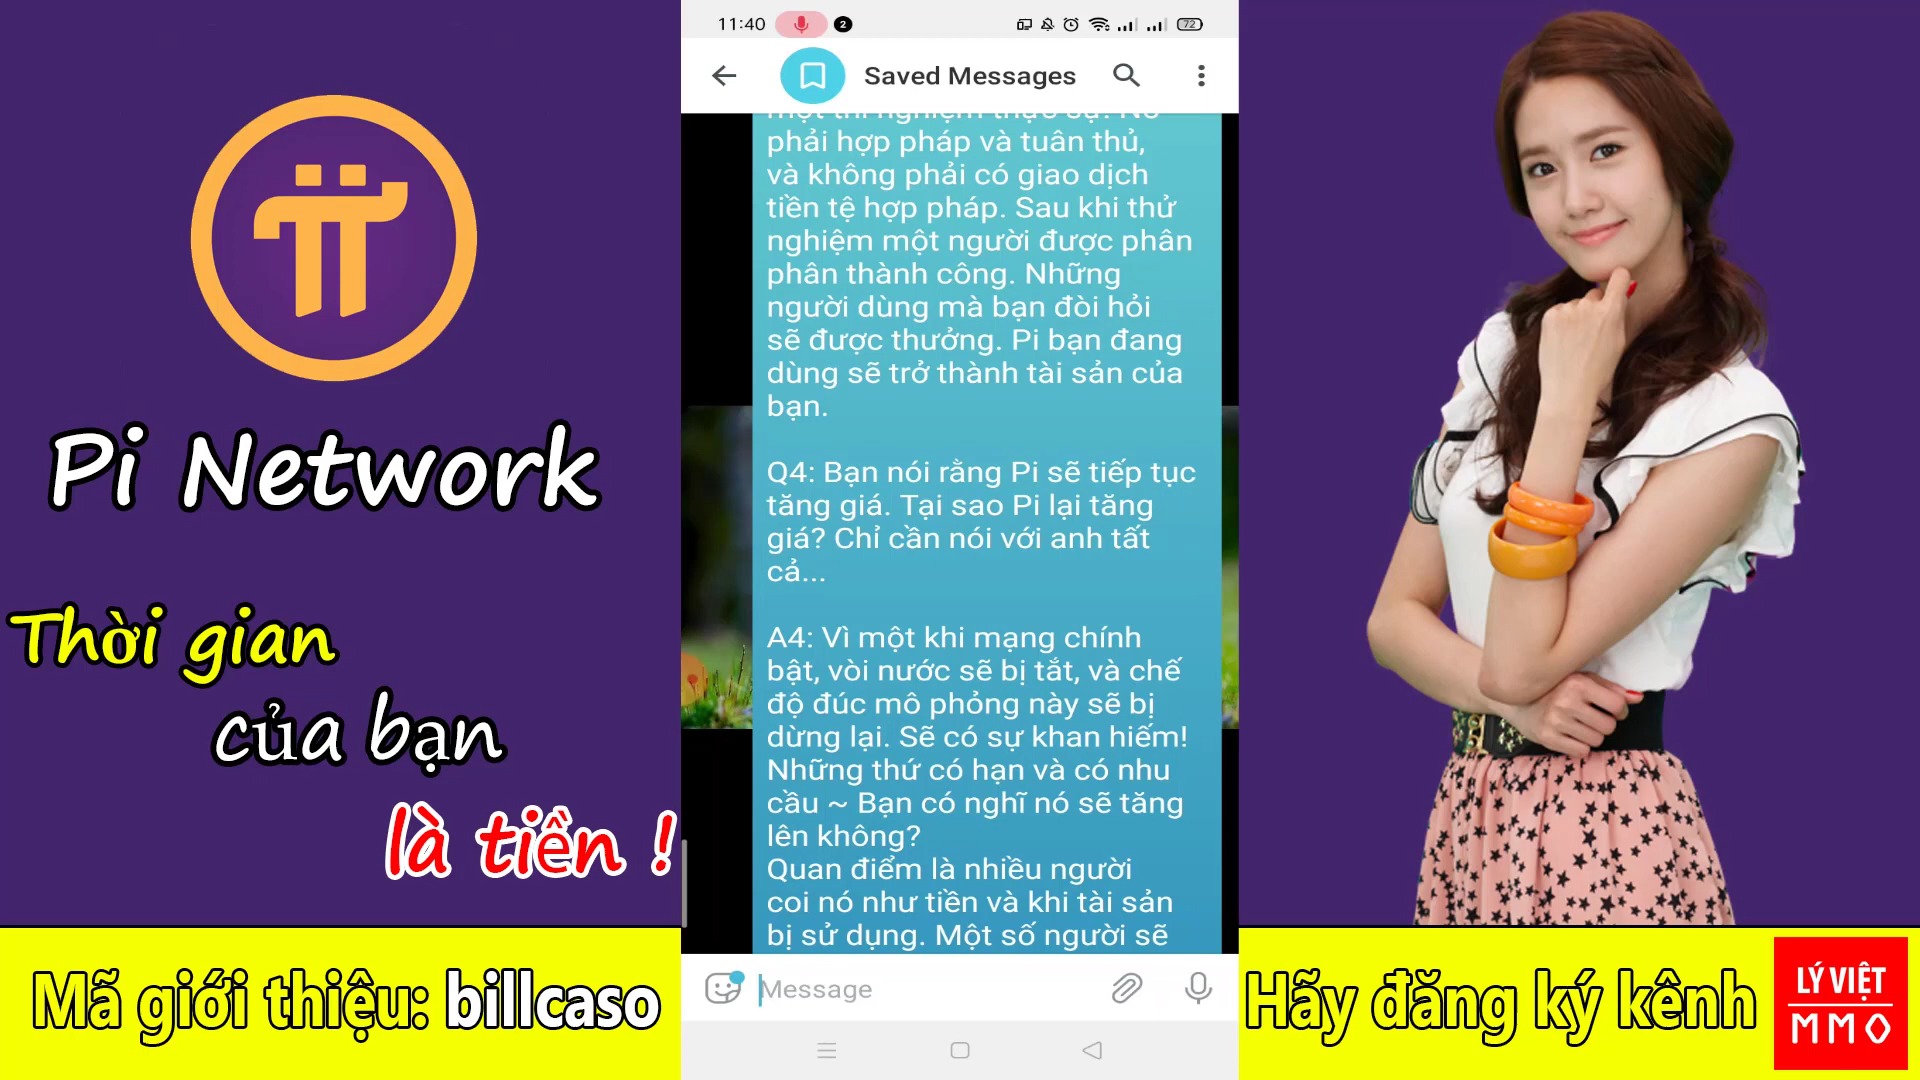 Pi Network
Thời gian
của bạn
là tiền !
Mã giới thiệu: billcaso
11:40
2
72
Saved Messages
một thí nghiệm thực sự. Nó
phải hợp pháp và tuân thủ,
và không phải có giao dịch
tiền tệ hợp pháp. Sau khi thử
nghiệm một người được phân
phân thành công. Những
người dùng mà bạn đòi hỏi
sẽ được thưởng. Pi bạn đang
dùng sẽ trở thành tài sản của
bạn.
Q4: Bạn nói rằng Pi sẽ tiếp tục
tăng giá. Tại sao Pi lại tăng
giá? Chỉ cần nói với anh tất
cả...
A4: Vì một khi mạng chính
bật, vòi nước sẽ bị tắt, và chế
độ đúc mô phỏng này sẽ bị
dừng lại. Sẽ có sự khan hiếm!
Những thứ có hạn và có nhu
cầu ~ Bạn có nghĩ nó sẽ tăng
lên không?
Quan điểm là nhiều người
coi nó như tiền và khi tài sản
bị sử dụng. Một số người sẽ
Message
Hãy đăng ký kênh
LÝ VIỆT
MMO